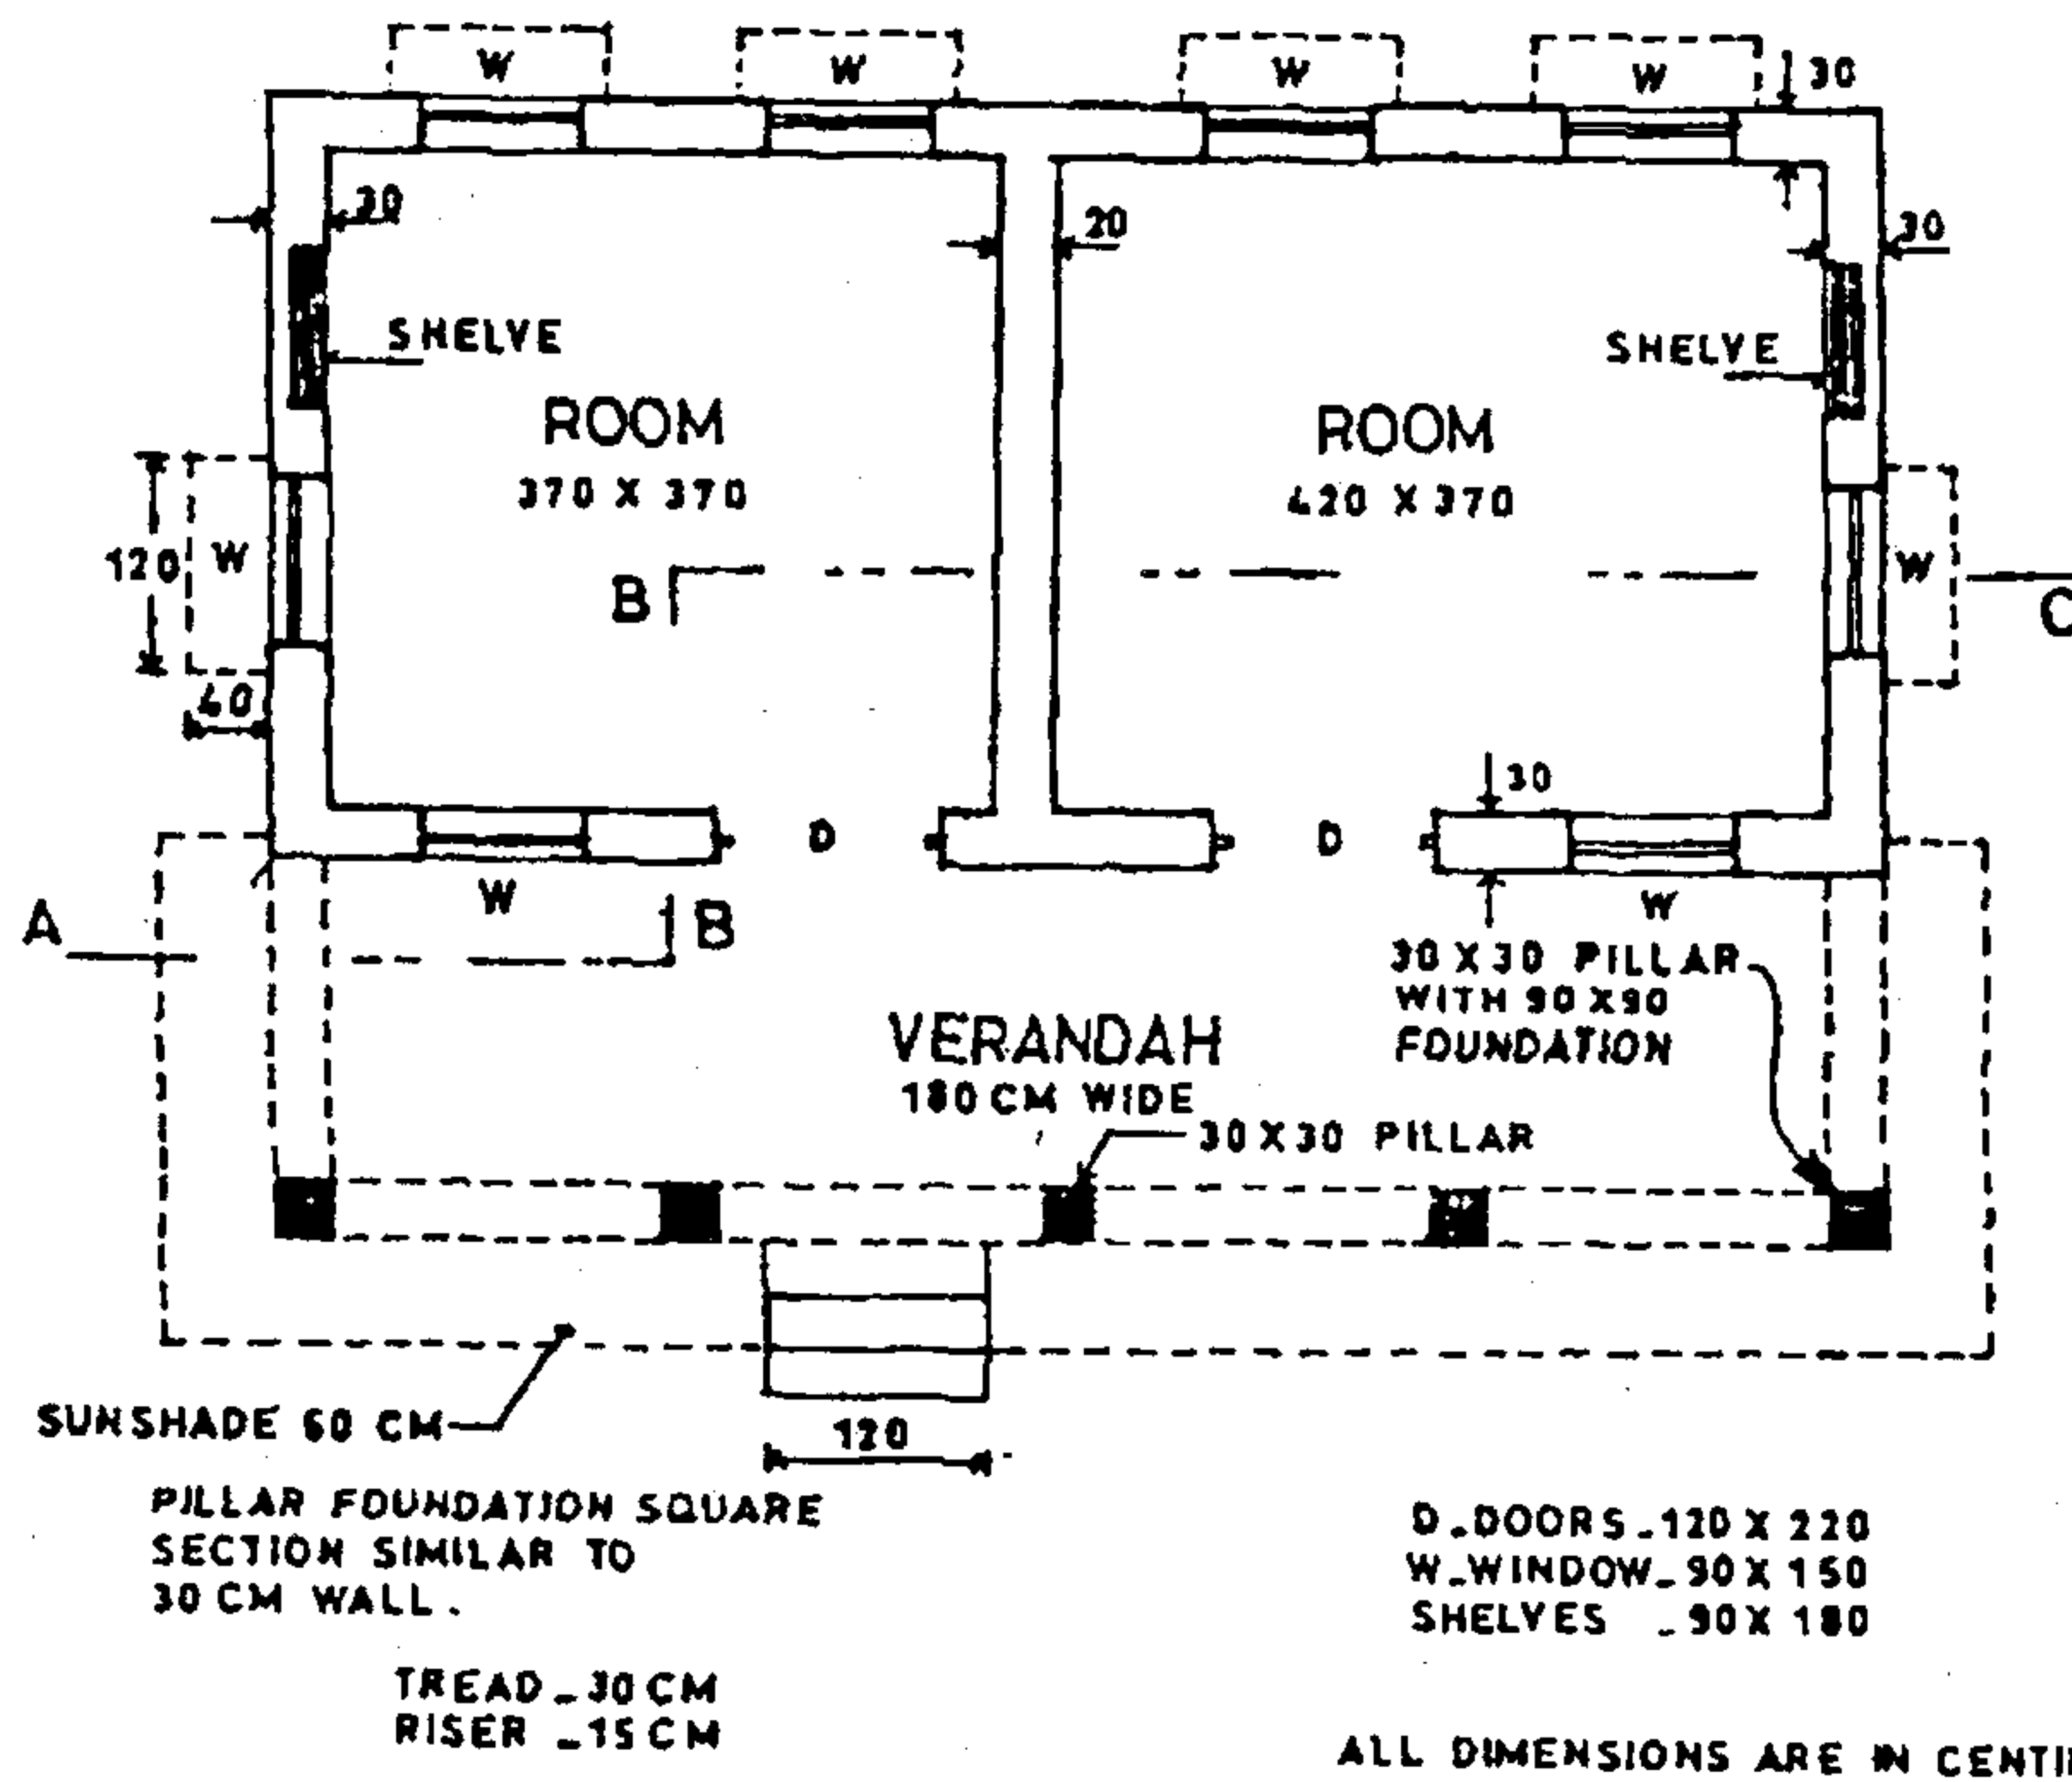 W W W W 30
30 20 30
SHELVE SHELVE
ROOM ROOM
370 X 370 420 X 370
120 W W
B C
40
30
D D
W W
A B
30 X 30 PILLAR
WITH 90 X 90
FOUNDATION
VERANDAH
180 CM WIDE
30 X 30 PILLAR
SUNSHADE 60 CM
120
PILLAR FOUNDATION SQUARE
SECTION SIMILAR TO
30 CM WALL.
D - DOORS - 120 X 220
W - WINDOW - 90 X 150
SHELVES - 90 X 180
TREAD - 30 CM
RISER - 15 CM
ALL DIMENSIONS ARE IN